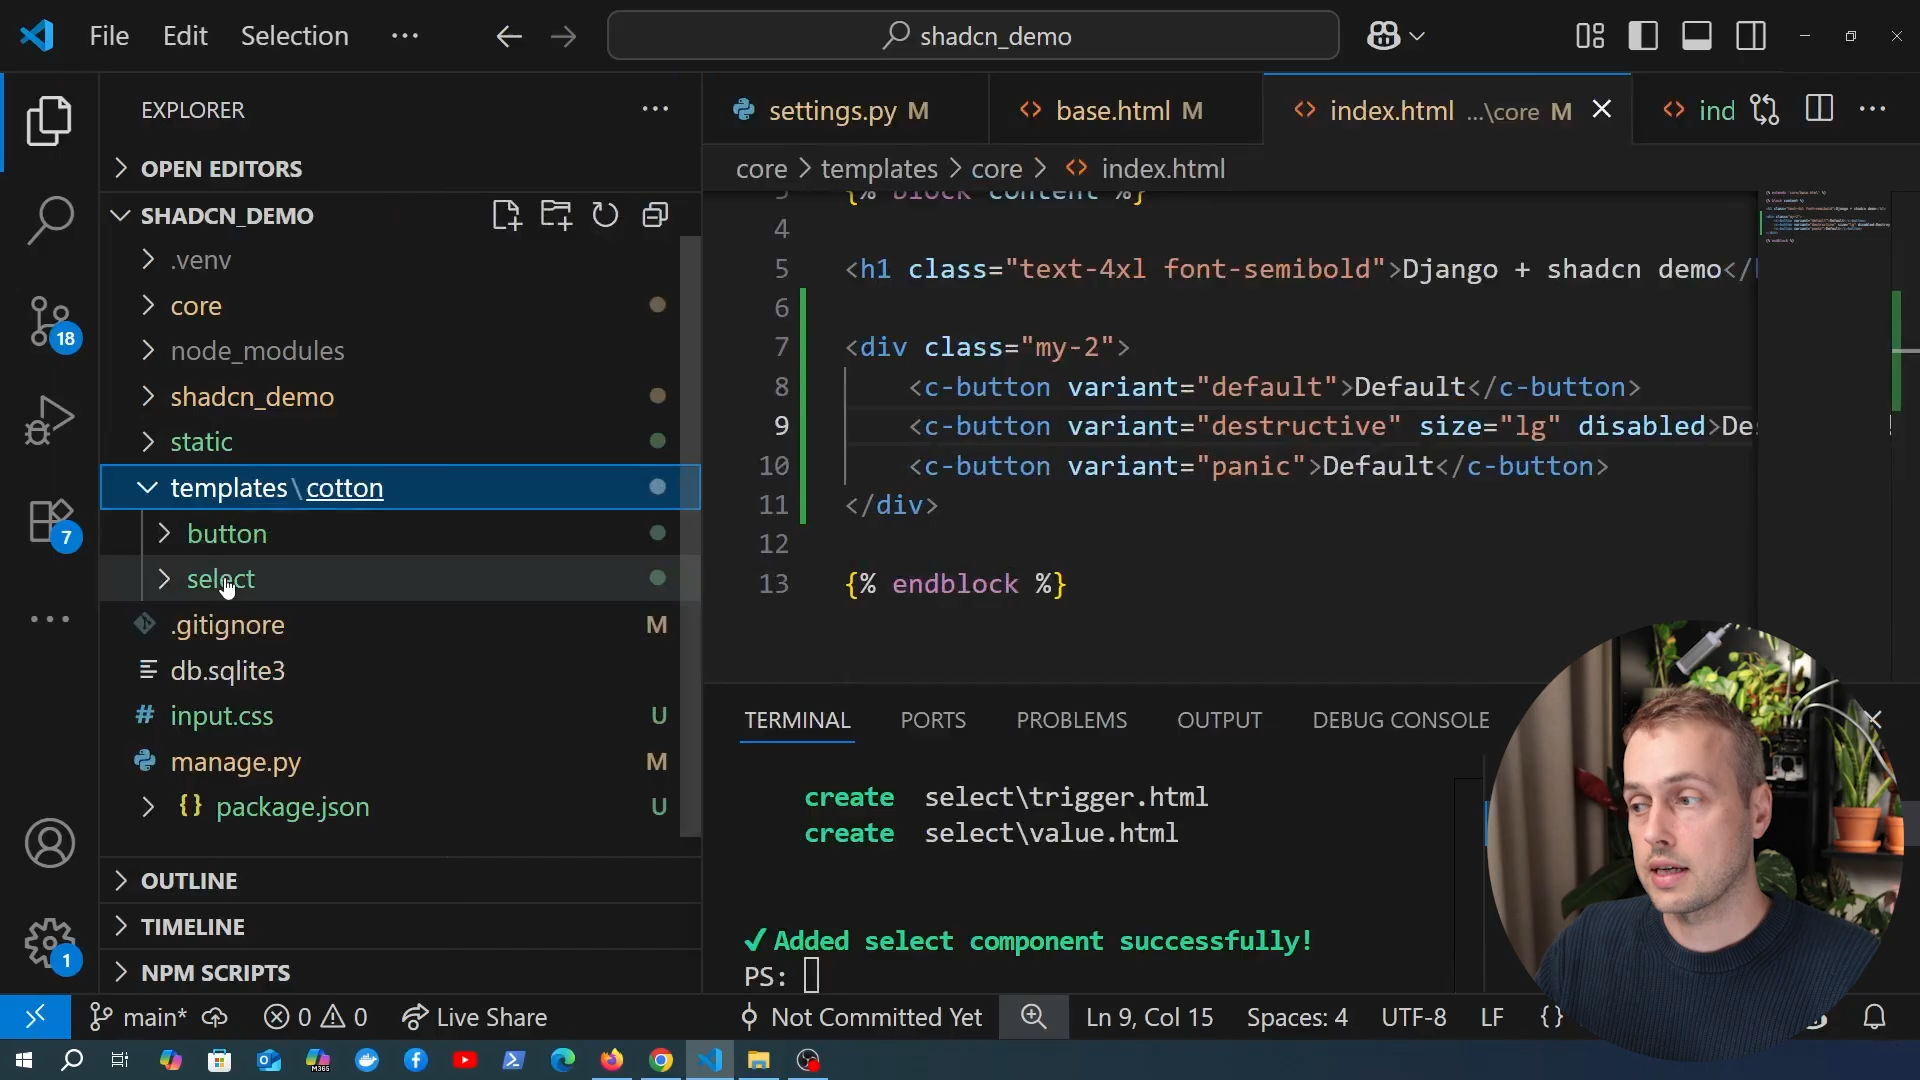 File Edit Selection ··· shadcn_demo
EXPLORER ···
OPEN EDITORS
SHADCN_DEMO
.venv
core
node_modules
shadcn_demo
static
templates\cotton
button
select
.gitignore M
db.sqlite3
# input.css U
manage.py M
{} package.json U
OUTLINE
TIMELINE
NPM SCRIPTS
18
7
1
settings.py M <> base.html M <> index.html ...\core M <> ind ···
core > templates > core > <> index.html
3 {% block content %}
4
5 <h1 class="text-4xl font-semibold">Django + shadcn demo</
6
7 <div class="my-2">
8 <c-button variant="default">Default</c-button>
9 <c-button variant="destructive" size="lg" disabled>De
10 <c-button variant="panic">Default</c-button>
11 </div>
12
13 {% endblock %}
TERMINAL PORTS PROBLEMS OUTPUT DEBUG CONSOLE
create select\trigger.html
create select\value.html
✓Added select component successfully!
PS:
main* 0 0 Live Share Not Committed Yet Ln 9, Col 15 Spaces: 4 UTF-8 LF {}